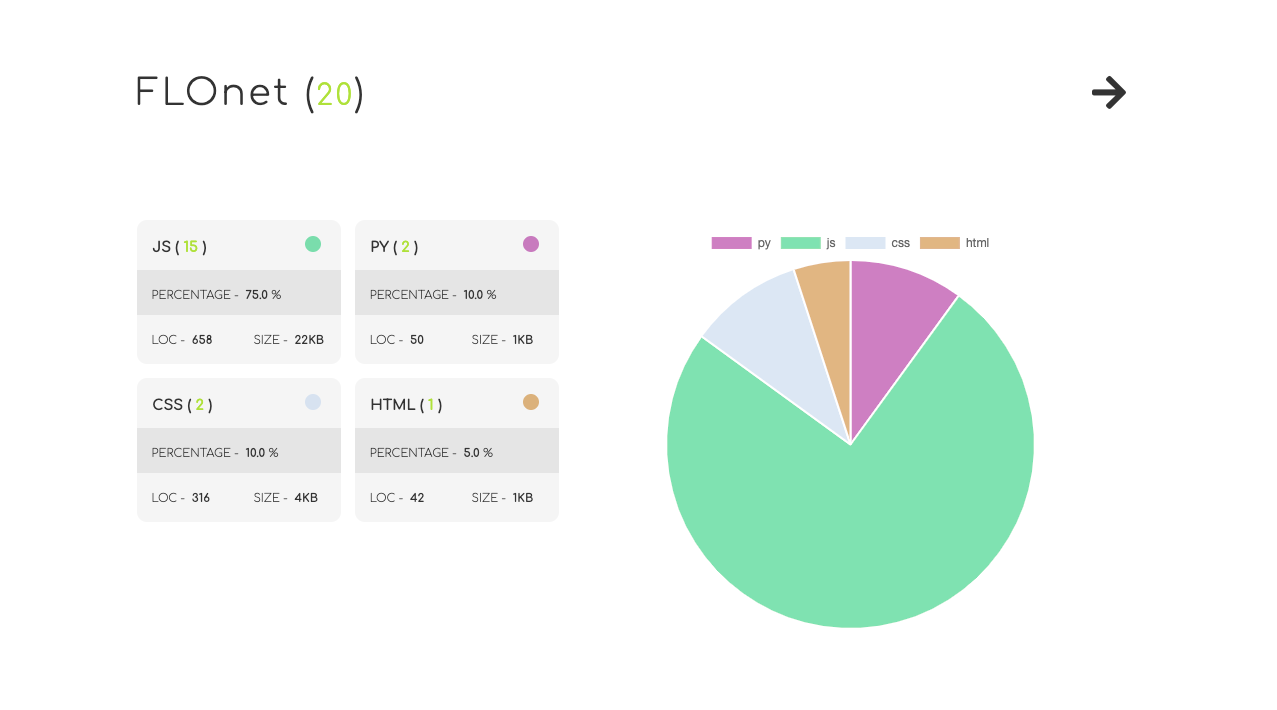 FLOnet (20)
JS ( 15 )
PERCENTAGE - 75.0 %
LOC - 658 SIZE - 22KB
PY ( 2 )
PERCENTAGE - 10.0 %
LOC - 50 SIZE - 1KB
CSS ( 2 )
PERCENTAGE - 10.0 %
LOC - 316 SIZE - 4KB
HTML ( 1 )
PERCENTAGE - 5.0 %
LOC - 42 SIZE - 1KB
py js css html